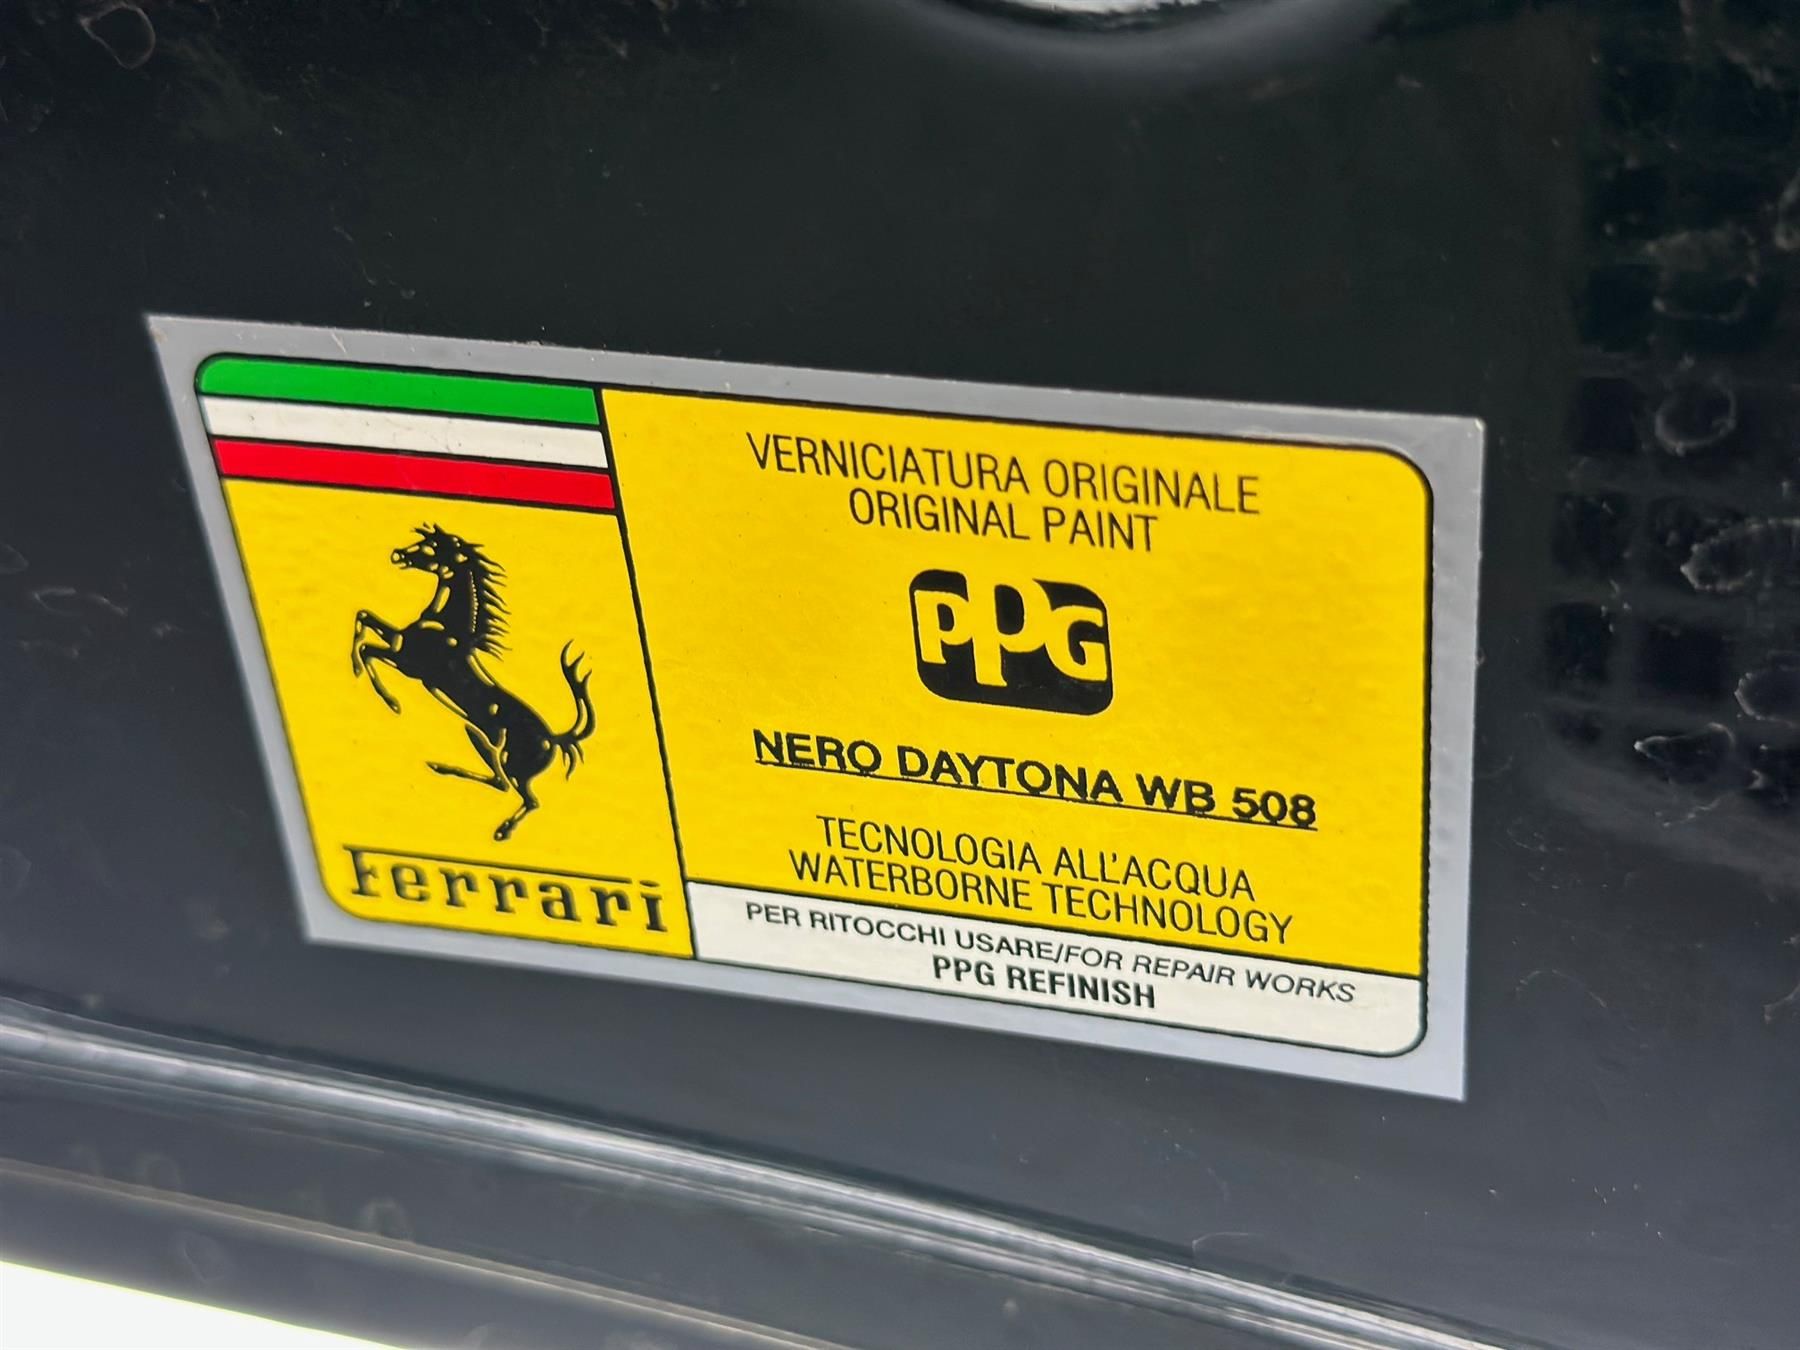 Ferrari
VERNICIATURA ORIGINALE
ORIGINAL PAINT
PPG
NERO DAYTONA WB 508
TECNOLOGIA ALL'ACQUA
WATERBORNE TECHNOLOGY
PER RITOCCHI USARE/FOR REPAIR WORKS
PPG REFINISH